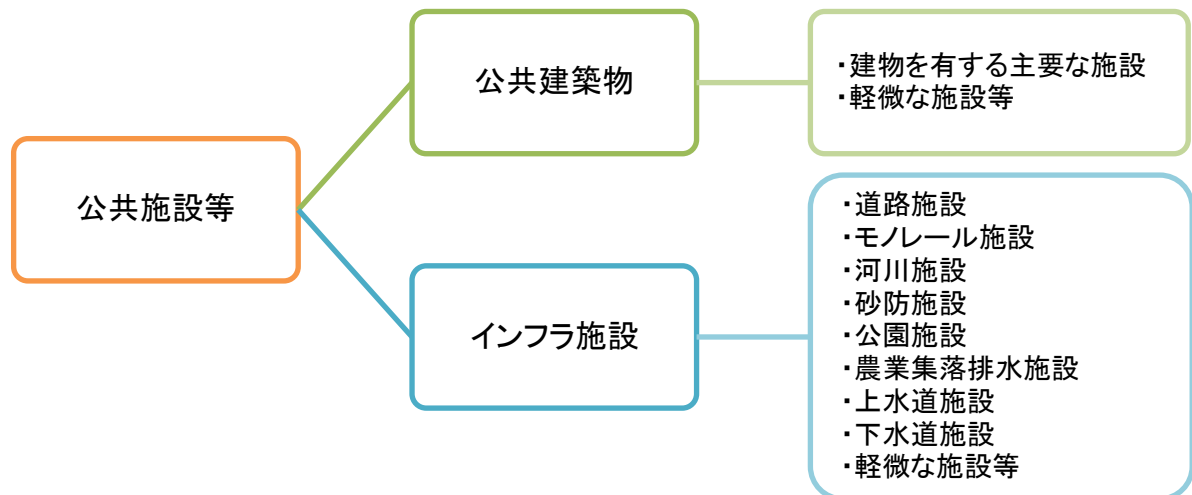 公共施設等
公共建築物
・建物を有する主要な施設
・軽微な施設等
インフラ施設
・道路施設
・モノレール施設
・河川施設
・砂防施設
・公園施設
・農業集落排水施設
・上水道施設
・下水道施設
・軽微な施設等